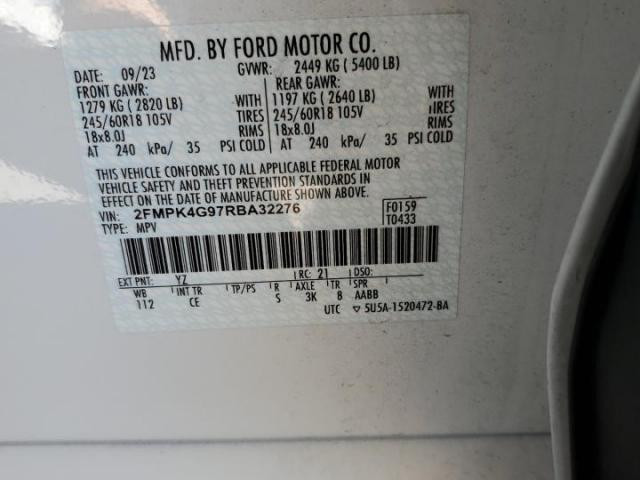 MFD. BY FORD MOTOR CO.
DATE: 09/23 GVWR: 2449 KG ( 5400 LB)
FRONT GAWR: REAR GAWR:
1279 KG ( 2820 LB) WITH 1197 KG ( 2640 LB) WITH
245/60R18 105V TIRES 245/60R18 105V TIRES
18x8.0J RIMS 18x8.0J RIMS
AT 240 kPa/ 35 PSI COLD AT 240 kPa/ 35 PSI COLD
THIS VEHICLE CONFORMS TO ALL APPLICABLE FEDERAL MOTOR
VEHICLE SAFETY AND THEFT PREVENTION STANDARDS IN
EFFECT ON THE DATE OF MANUFACTURE SHOWN ABOVE.
VIN: 2FMPK4G97RBA32276 F0159
TYPE: MPV T0433
EXT PNT: YZ RC: 21 DSO:
WB INT TR TP/PS R AXLE TR SPR
112 CE S 3K 8 AABB
UTC ▽ 5U5A-1520472-BA